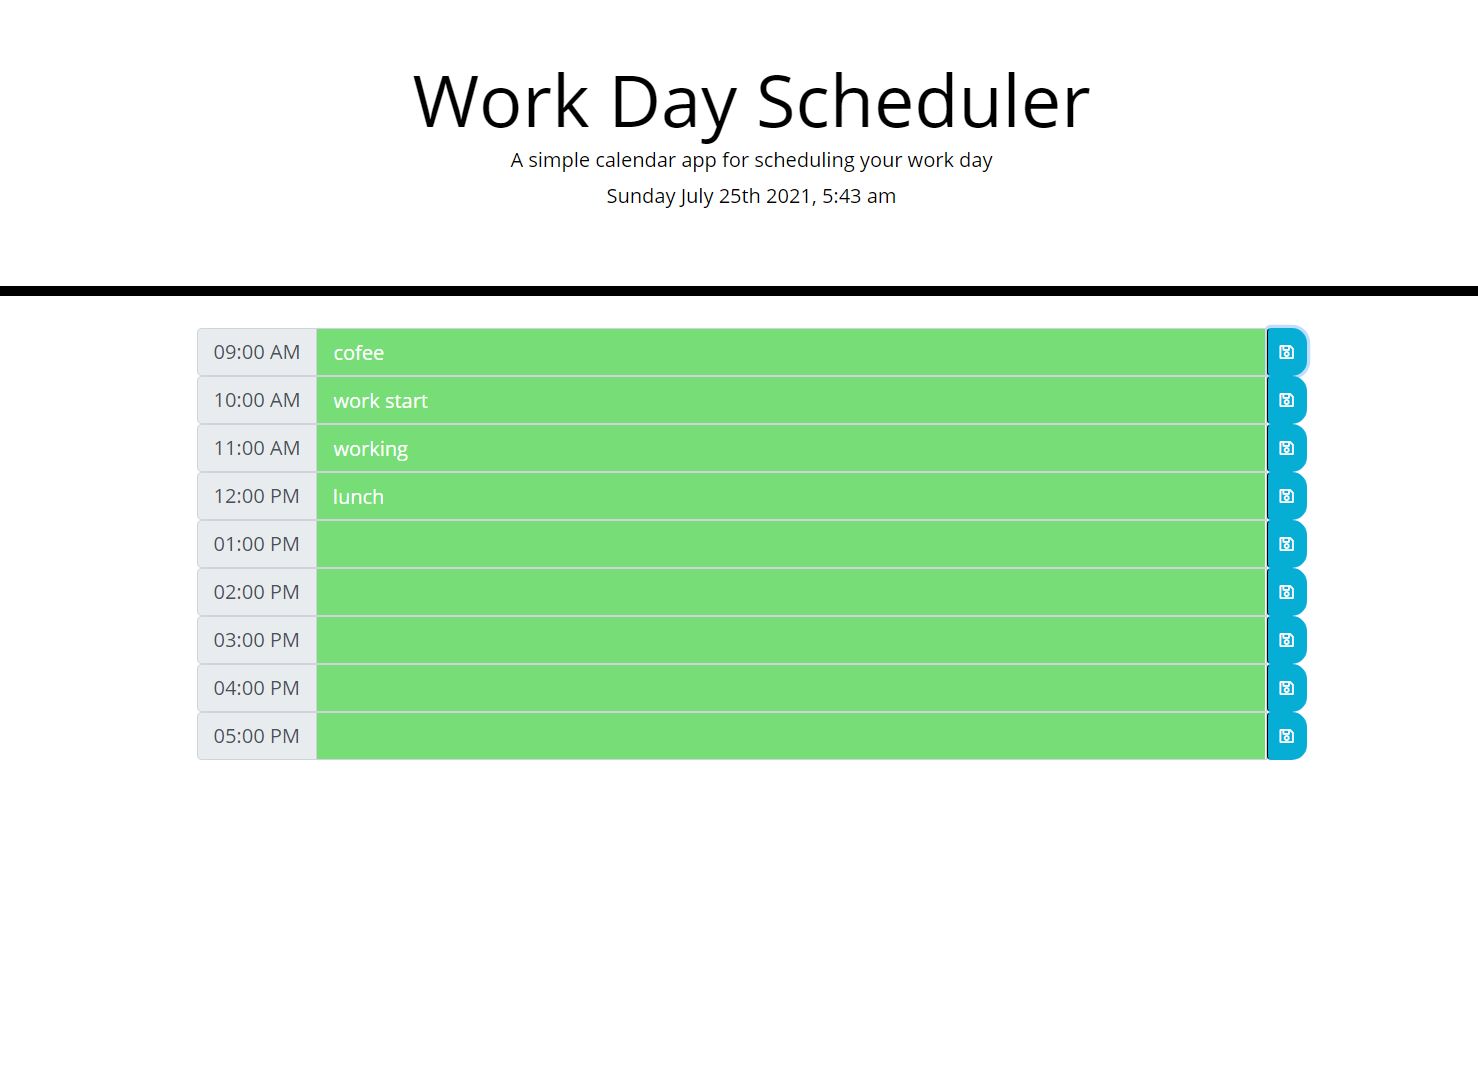 Work Day Scheduler
A simple calendar app for scheduling your work day
Sunday July 25th 2021, 5:43 am
09:00 AM cofee
10:00 AM work start
11:00 AM working
12:00 PM lunch
01:00 PM
02:00 PM
03:00 PM
04:00 PM
05:00 PM